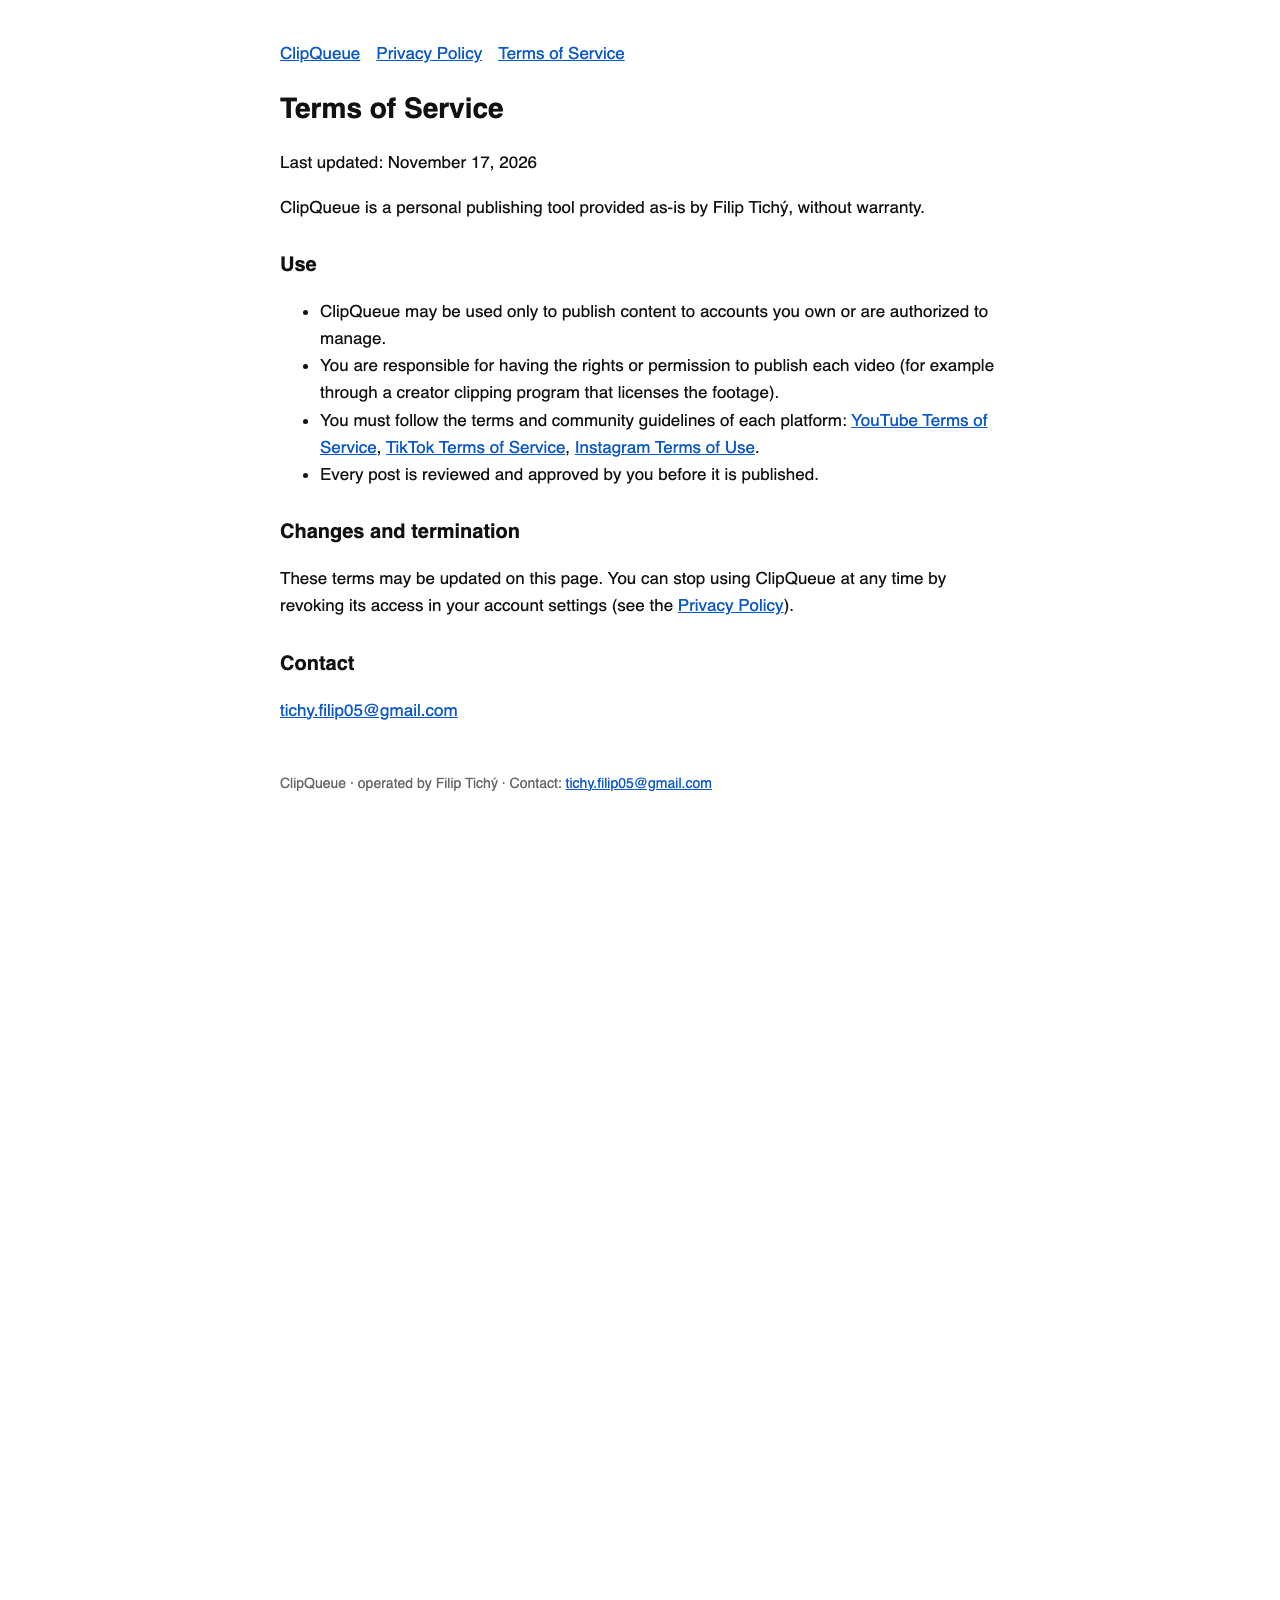 ClipQueue Privacy Policy Terms of Service
Terms of Service
Last updated: November 17, 2026
ClipQueue is a personal publishing tool provided as-is by Filip Tichý, without warranty.
Use
• ClipQueue may be used only to publish content to accounts you own or are authorized to
manage.
• You are responsible for having the rights or permission to publish each video (for example
through a creator clipping program that licenses the footage).
• You must follow the terms and community guidelines of each platform: YouTube Terms of
Service, TikTok Terms of Service, Instagram Terms of Use.
• Every post is reviewed and approved by you before it is published.
Changes and termination
These terms may be updated on this page. You can stop using ClipQueue at any time by
revoking its access in your account settings (see the Privacy Policy).
Contact
tichy.filip05@gmail.com
ClipQueue · operated by Filip Tichý · Contact: tichy.filip05@gmail.com